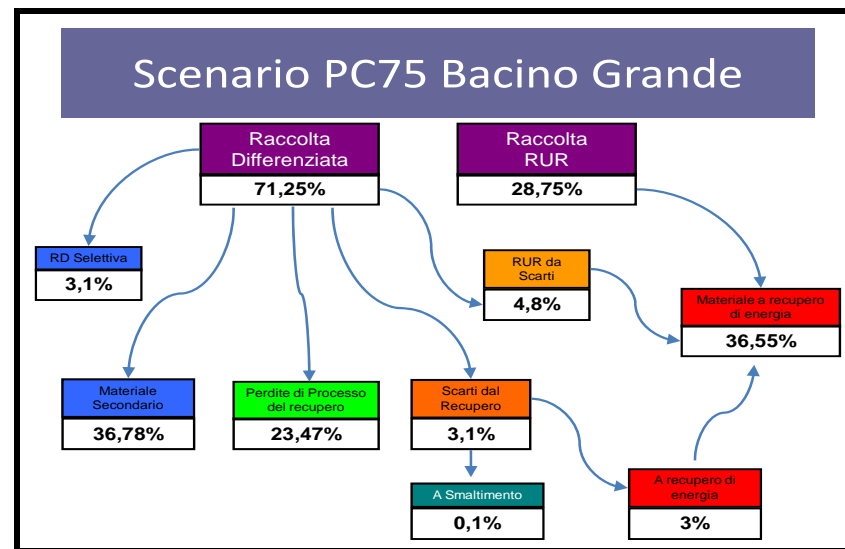 Scenario PC75 Bacino Grande
Raccolta
Differenziata
71,25%
Raccolta
RUR
28,75%
RD Selettiva
3,1%
RUR da
Scarti
4,8%
Materiale a recupero
di energia
36,55%
Materiale
Secondario
36,78%
Perdite di Processo
del recupero
23,47%
Scarti dal
Recupero
3,1%
A Smaltimento
0,1%
A recupero di
energia
3%